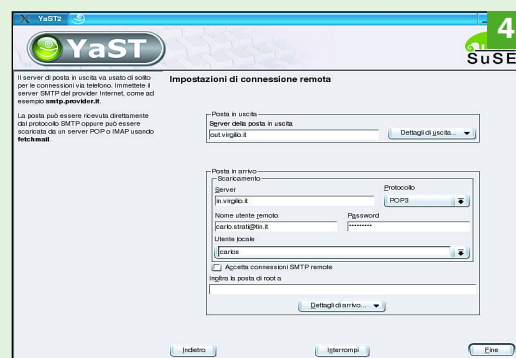 YaST2
4
YaST
SuSE
Il server di posta in uscita va usato di solito
per le connessioni via telefono. Immettete il
server SMTP del provider Internet, come ad
esempio smtp.provider.it.
La posta può essere ricevuta direttamente
dal protocollo SMTP oppure può essere
scaricata da un server POP o IMAP usando
fetchmail.
Impostazioni di connessione remota
Posta in uscita
Server della posta in uscita
out.virgilio.it
Dettagli di uscita...
Posta in arrivo
Scaricamento
Server
Protocollo
in.virgilio.it
POP3
Nome utente remoto
Password
carlo.strati@tin.it
*********
Utente locale
carlos
Accetta connessioni SMTP remote
Inoltra la posta di root a
Dettagli di arrivo...
Indietro
Interrompi
Fine